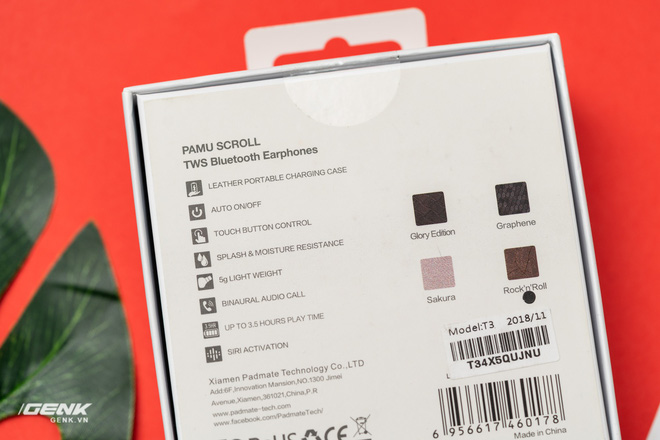 PAMU SCROLL
TWS Bluetooth Earphones
LEATHER PORTABLE CHARGING CASE
AUTO ON/OFF
TOUCH BUTTON CONTROL
SPLASH & MOISTURE RESISTANCE
5g LIGHT WEIGHT
BINAURAL AUDIO CALL
UP TO 3.5 HOURS PLAY TIME
SIRI ACTIVATION
Glory Edition
Graphene
Sakura
Rock'n'Roll
Model:T3 2018/11
T34X5QUJNU
Xiamen Padmate Technology Co.,LTD
Add:6F,Innovation Mansion,NO.1300 Jimei
Avenue,Xiamen,361021,China,P.R
www.padmate-tech.com
www.facebook.com/PadmateTech/
6 956617 460178
Made in China
GENK
GENK.VN